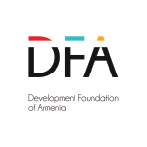 DFA
Development Foundation
of Armenia